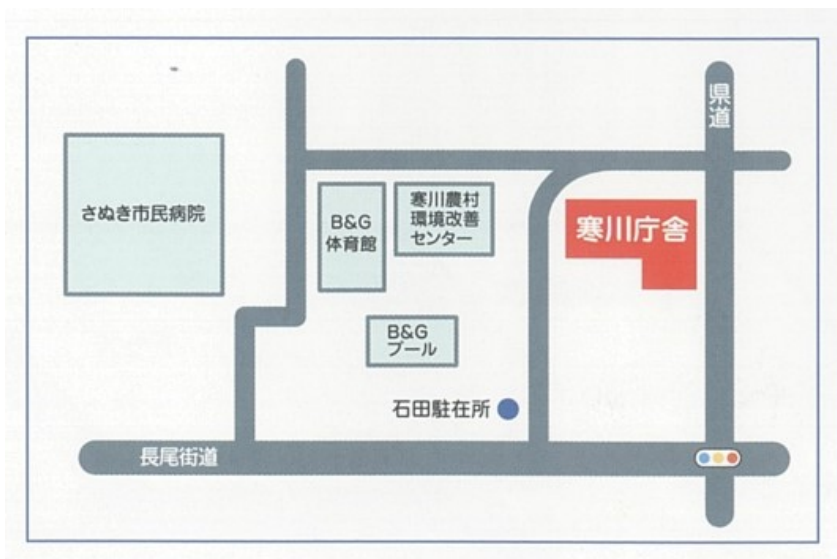 県道
さぬき市民病院
B&G
体育館
寒川農村
環境改善
センター
寒川庁舎
B&G
プール
石田駐在所
長尾街道